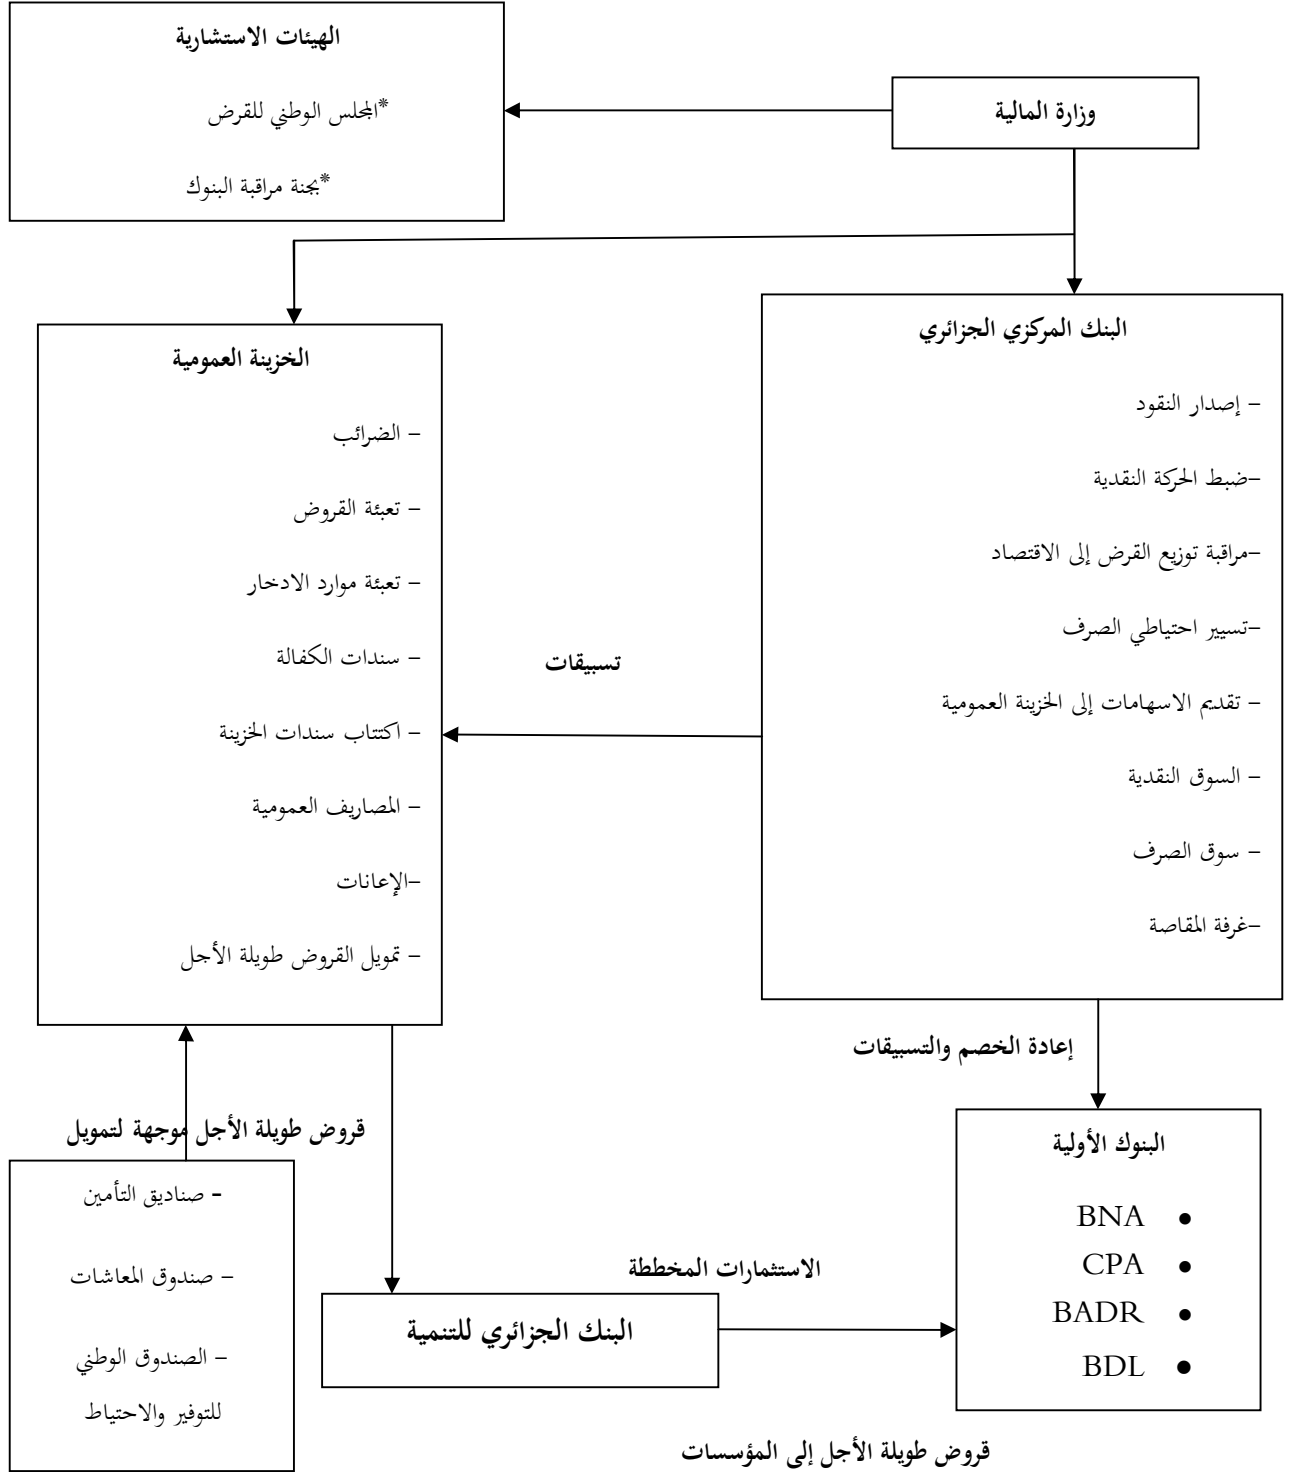 الهيئات الاستشارية
*المجلس الوطني للقرض
*لجنة مراقبة البنوك
وزارة المالية
البنك المركزي الجزائري
– إصدار النقود
–ضبط الحركة النقدية
–مراقبة توزيع القرض إلى الاقتصاد
–تسيير احتياطي الصرف
– تقديم الاسهامات إلى الخزينة العمومية
– السوق النقدية
– سوق الصرف
–غرفة المقاصة
الخزينة العمومية
– الضرائب
– تعبئة القروض
– تعبئة موارد الادخار
– سندات الكفالة
– اكتتاب سندات الخزينة
– المصاريف العمومية
–الإعانات
– تمويل القروض طويلة الأجل
تسبيقات
إعادة الخصم والتسبيقات
قروض طويلة الأجل موجهة لتمويل
البنوك الأولية
• BNA
• CPA
• BADR
• BDL
- صناديق التأمين
– صندوق المعاشات
– الصندوق الوطني
للتوفير والاحتياط
الاستثمارات المخططة
البنك الجزائري للتنمية
قروض طويلة الأجل إلى المؤسسات